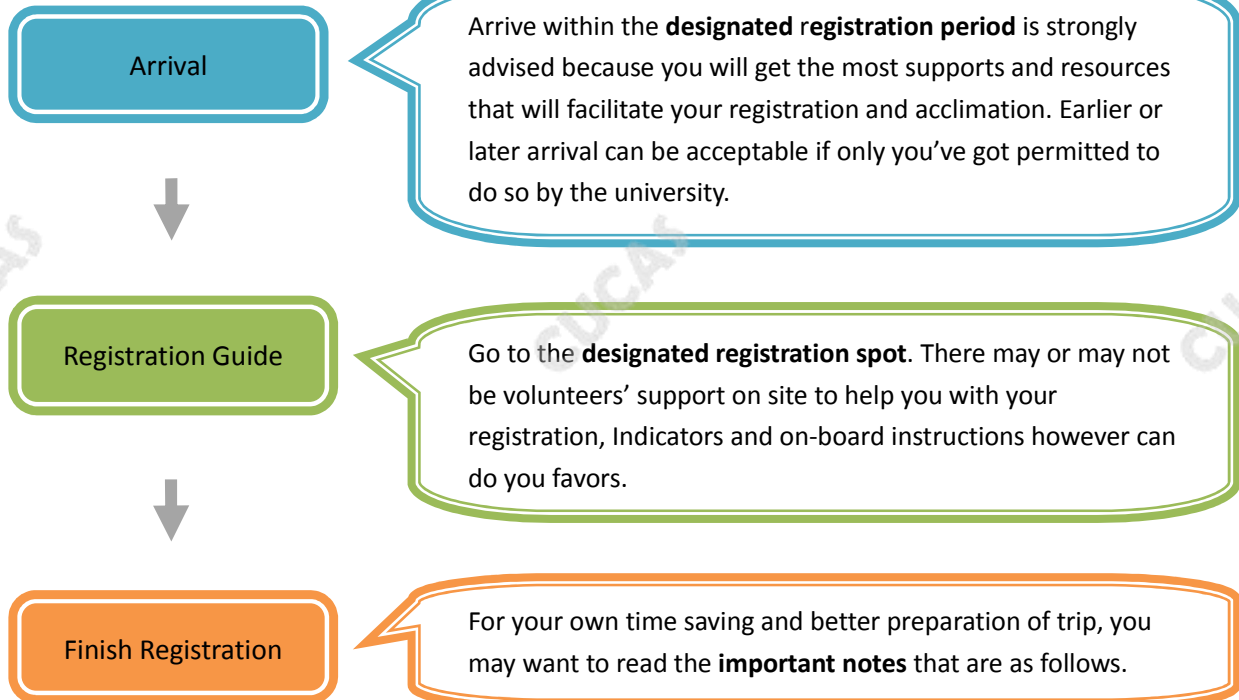 Arrival
Arrive within the designated registration period is strongly
advised because you will get the most supports and resources
that will facilitate your registration and acclimation. Earlier or
later arrival can be acceptable if only you've got permitted to
do so by the university.
CUCAS
Registration Guide
Go to the designated registration spot. There may or may not
be volunteers' support on site to help you with your
registration, Indicators and on-board instructions however can
do you favors.
Finish Registration
For your own time saving and better preparation of trip, you
may want to read the important notes that are as follows.